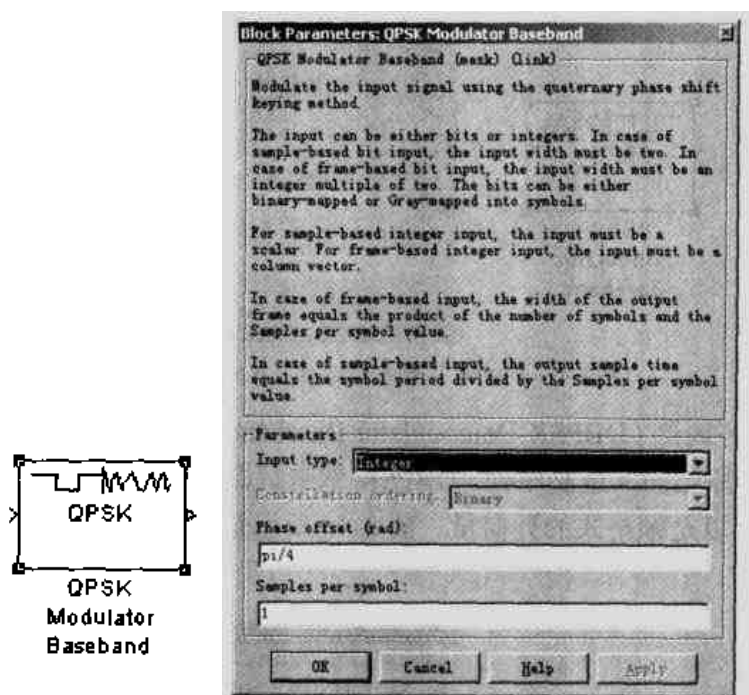 QPSK
QPSK
Modulator
Baseband
Block Parameters: QPSK Modulator Baseband
QPSK Modulator Baseband (mask) (link)
Modulate the input signal using the quaternary phase shift
keying method.
The input can be either bits or integers. In case of
sample-based bit input, the input width must be two. In
case of frame-based bit input, the input width must be an
integer multiple of two. The bits can be either
binary-mapped or Gray-mapped into symbols.
For sample-based integer input, the input must be a
scalar. For frame-based integer input, the input must be a
column vector.
In case of frame-based input, the width of the output
frame equals the product of the number of symbols and the
Samples per symbol value.
In case of sample-based input, the output sample time
equals the symbol period divided by the Samples per symbol
value.
Parameters
Input type: Integer
Constellation ordering: Binary
Phase offset (rad):
pi/4
Samples per symbol:
1
OK Cancel Help Apply